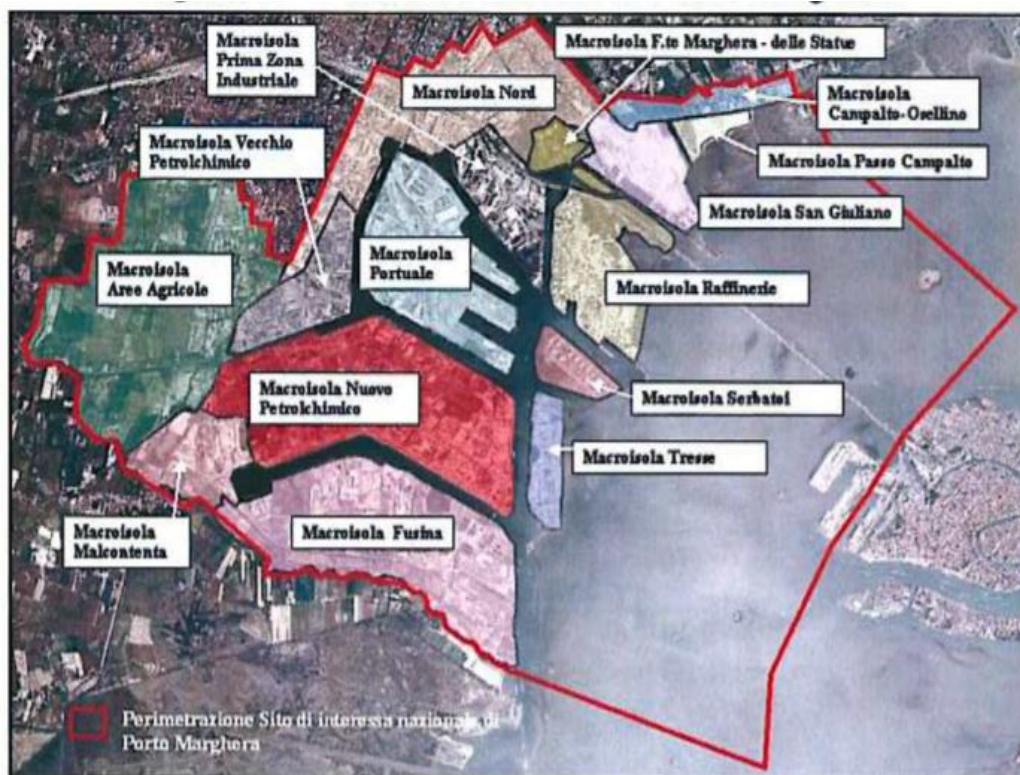 Macroisola
Prima Zona
Industriale
Macroisola F.te Marghera - delle Statue
Macroisola Nord
Macroisola
Campalto-Osellino
Macroisola Vecchio
Petrolchimico
Macroisola Passo Campalto
Macroisola San Giuliano
Macroisola
Portuale
Macroisola
Aree Agricole
Macroisola Raffinerie
Macroisola Nuovo
Petrolchimico
Macroisola Serbatoi
Macroisola Tresse
Macroisola
Malcontenta
Macroisola Fusina
Perimetrazione Sito di interessa nazionale di
Porto Marghera